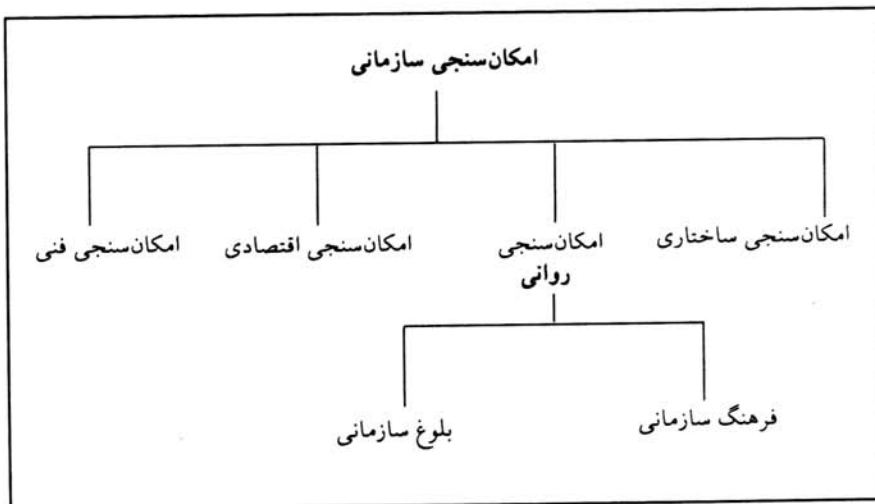 امکان‌سنجی سازمانی
امکان‌سنجی ساختاری
امکان‌سنجی
روانی
امکان‌سنجی اقتصادی
امکان‌سنجی فنی
فرهنگ سازمانی
بلوغ سازمانی